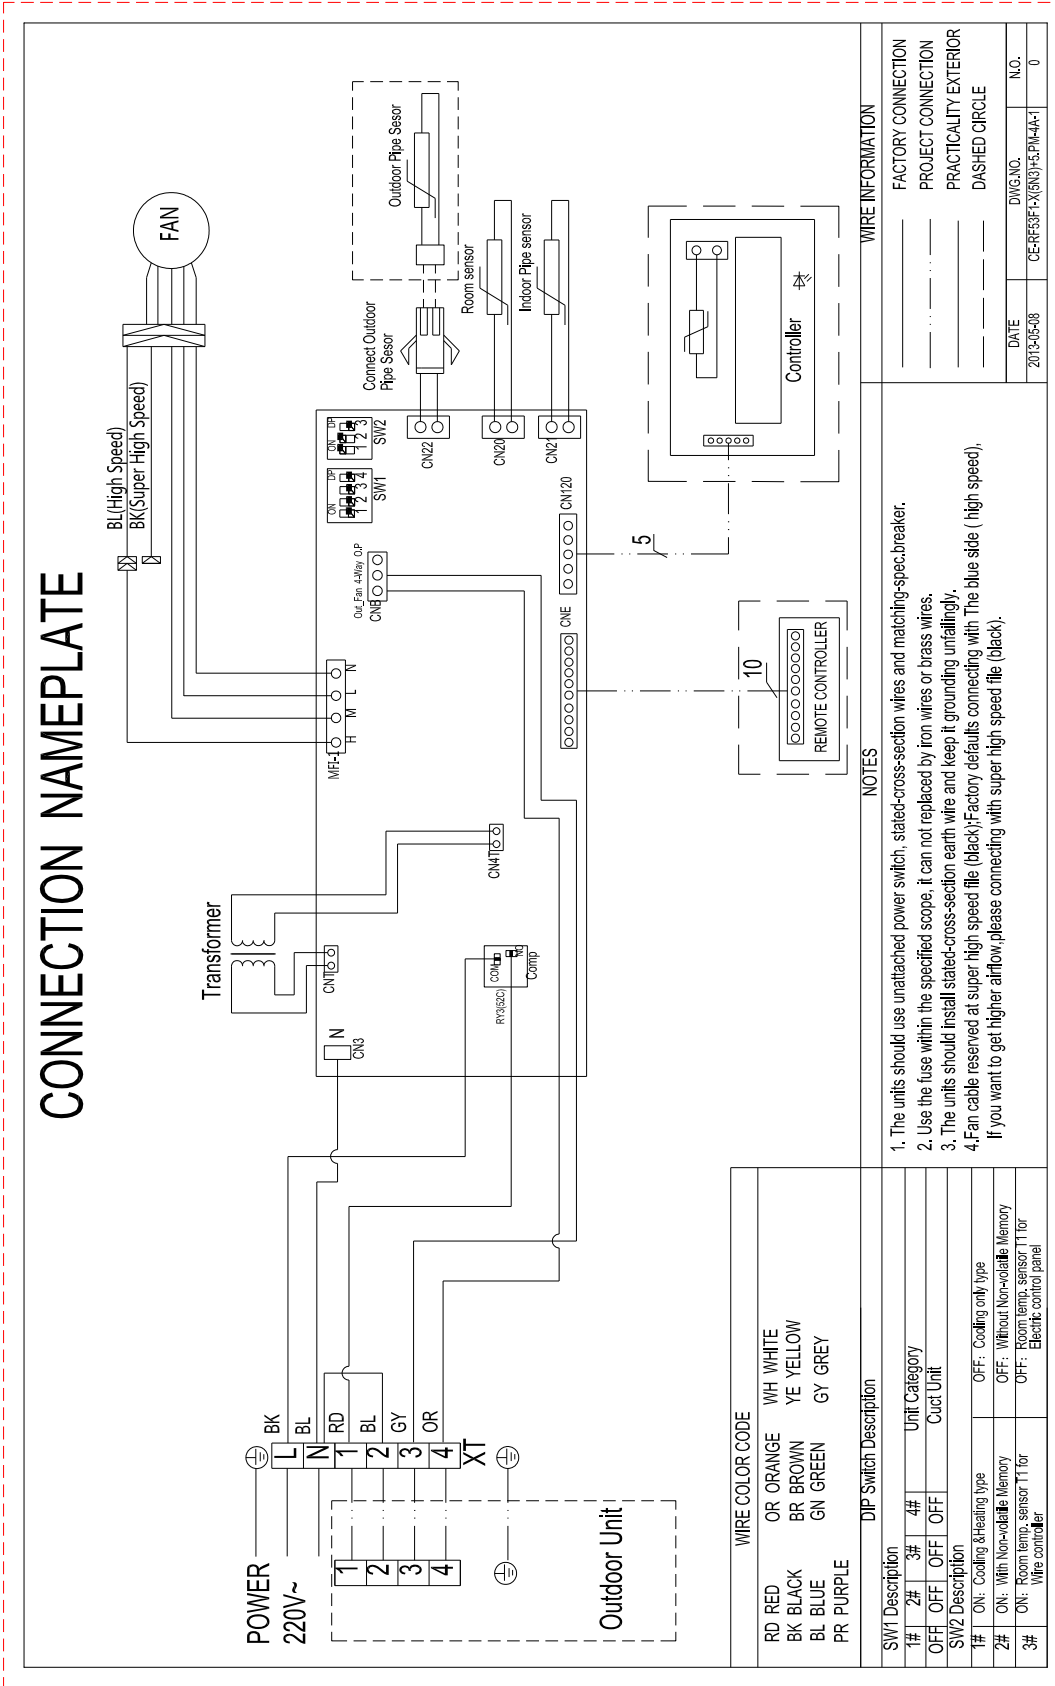 CONNECTION NAMEPLATE
POWER
220V~
L
N
1
2
3
4
XT
BK
BL
RD
BL
GY
OR
1
2
3
4
Outdoor Unit
Transformer
CNT
CN4T
N
CN3
COM
NO
Comp
RY3(52C)
BL(High Speed)
BK(Super High Speed)
FAN
H
M
L
N
MFI-1
Out_Fan 4-Way O.P
CNB
ON DP
1 2 3 4
SW1
ON DP
1 2 3
SW2
CN22
CN20
CN21
CN120
CNE
Connect Outdoor
Pipe Sesor
Outdoor Pipe Sesor
Room sensor
Indoor Pipe sensor
5
10
Controller
REMOTE CONTROLLER
WIRE COLOR CODE
RD RED OR ORANGE WH WHITE
BK BLACK BR BROWN YE YELLOW
BL BLUE GN GREEN GY GREY
PR PURPLE
DIP Switch Description
SW1 Description
1# 2# 3# 4# Unit Category
OFF OFF OFF OFF Cuct Unit
SW2 Description
1# ON: Cooling &Heating type OFF: Cooling only type
2# ON: With Non-volatile Memory OFF: Without Non-volatile Memory
3# ON: Room temp. sensor T1 for OFF: Room temp. sensor T1 for
Wire controller Electric control panel
NOTES
1. The units should use unattached power switch, stated-cross-section wires and matching-spec.breaker.
2. Use the fuse within the specified scope, it can not replaced by iron wires or brass wires.
3. The units should install stated-cross-section earth wire and keep it grounding unfailingly.
4.Fan cable reserved at super high speed file (black);Factory defaults connecting with The blue side ( high speed),
If you want to get higher airflow,please connecting with super high speed file (black).
WIRE INFORMATION
FACTORY CONNECTION
PROJECT CONNECTION
PRACTICALITY EXTERIOR
DASHED CIRCLE
DATE DWG.NO. N.O.
2013-05-08 CE-RF53F1-X(5N3)+5.PM-4A-1 0